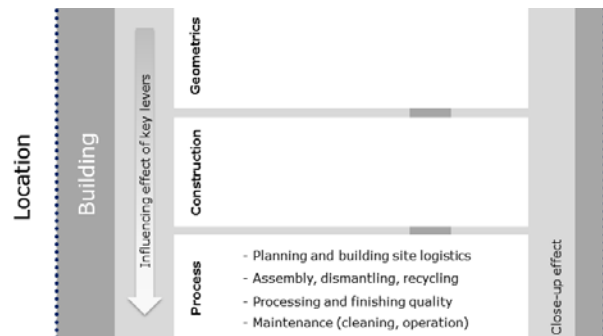 Location
Building
Influencing effect of key levers
Geometrics
Construction
Process
- Planning and building site logistics
- Assembly, dismantling, recycling
- Processing and finishing quality
- Maintenance (cleaning, operation)
Close-up effect